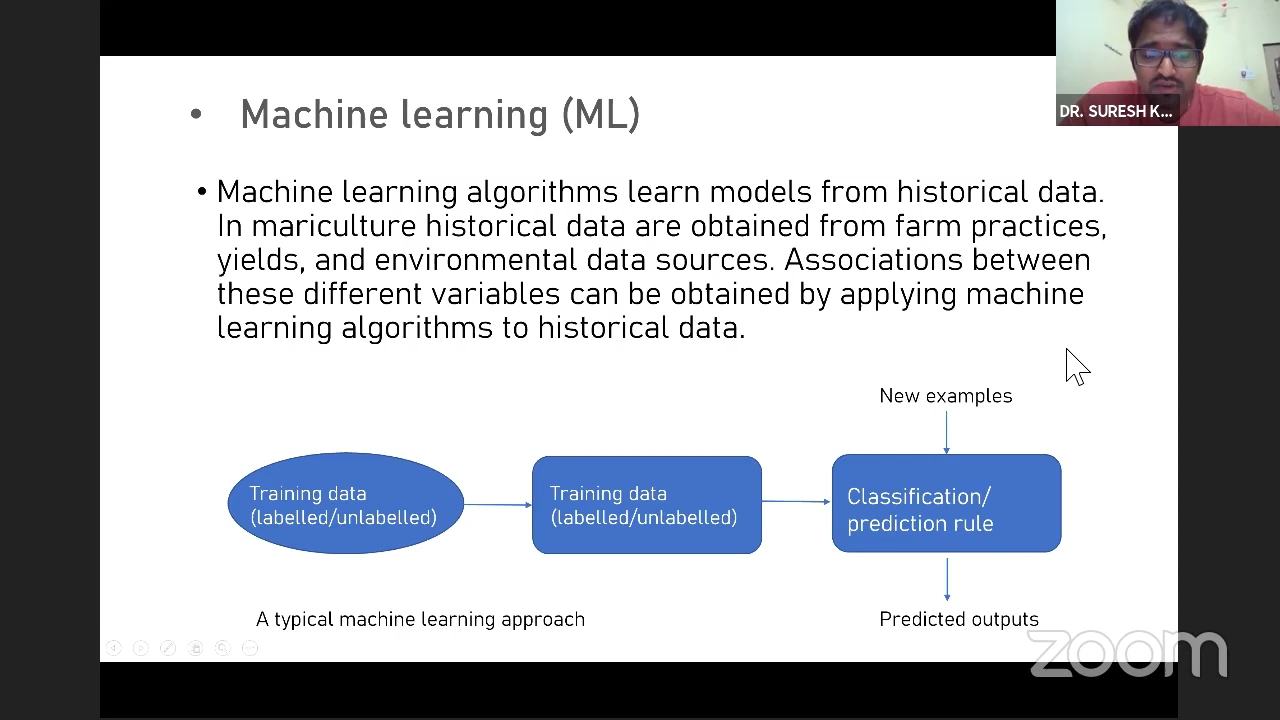 • Machine learning (ML)
DR. SURESH K...
• Machine learning algorithms learn models from historical data.
In mariculture historical data are obtained from farm practices,
yields, and environmental data sources. Associations between
these different variables can be obtained by applying machine
learning algorithms to historical data.
New examples
Training data
(labelled/unlabelled)
Training data
(labelled/unlabelled)
Classification/
prediction rule
A typical machine learning approach
Predicted outputs
zoom